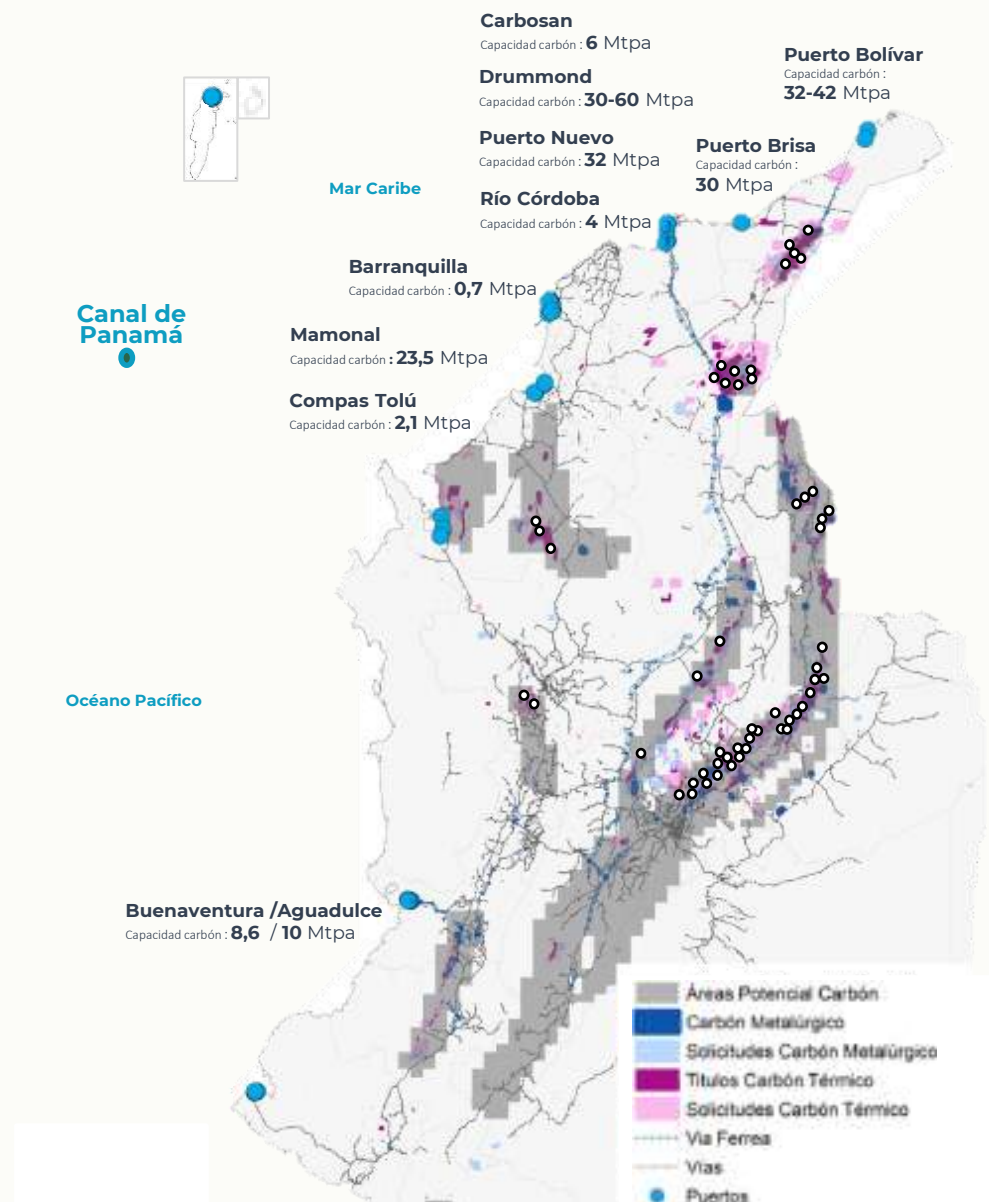 Carbosan
Capacidad carbón : 6 Mtpa
Drummond
Capacidad carbón : 30-60 Mtpa
Puerto Nuevo
Capacidad carbón : 32 Mtpa
Río Córdoba
Capacidad carbón : 4 Mtpa
Puerto Bolívar
Capacidad carbón :
32-42 Mtpa
Puerto Brisa
Capacidad carbón :
30 Mtpa
Mar Caribe
Barranquilla
Capacidad carbón : 0,7 Mtpa
Canal de
Panamá
Mamonal
Capacidad carbón : 23,5 Mtpa
Compas Tolú
Capacidad carbón : 2,1 Mtpa
Océano Pacífico
Buenaventura /Aguadulce
Capacidad carbón : 8,6 / 10 Mtpa
Áreas Potencial Carbón
Carbón Metalúrgico
Solicitudes Carbón Metalúrgico
Titulos Carbón Térmico
Solicitudes Carbón Térmico
Via Ferrea
Vías
Puertos